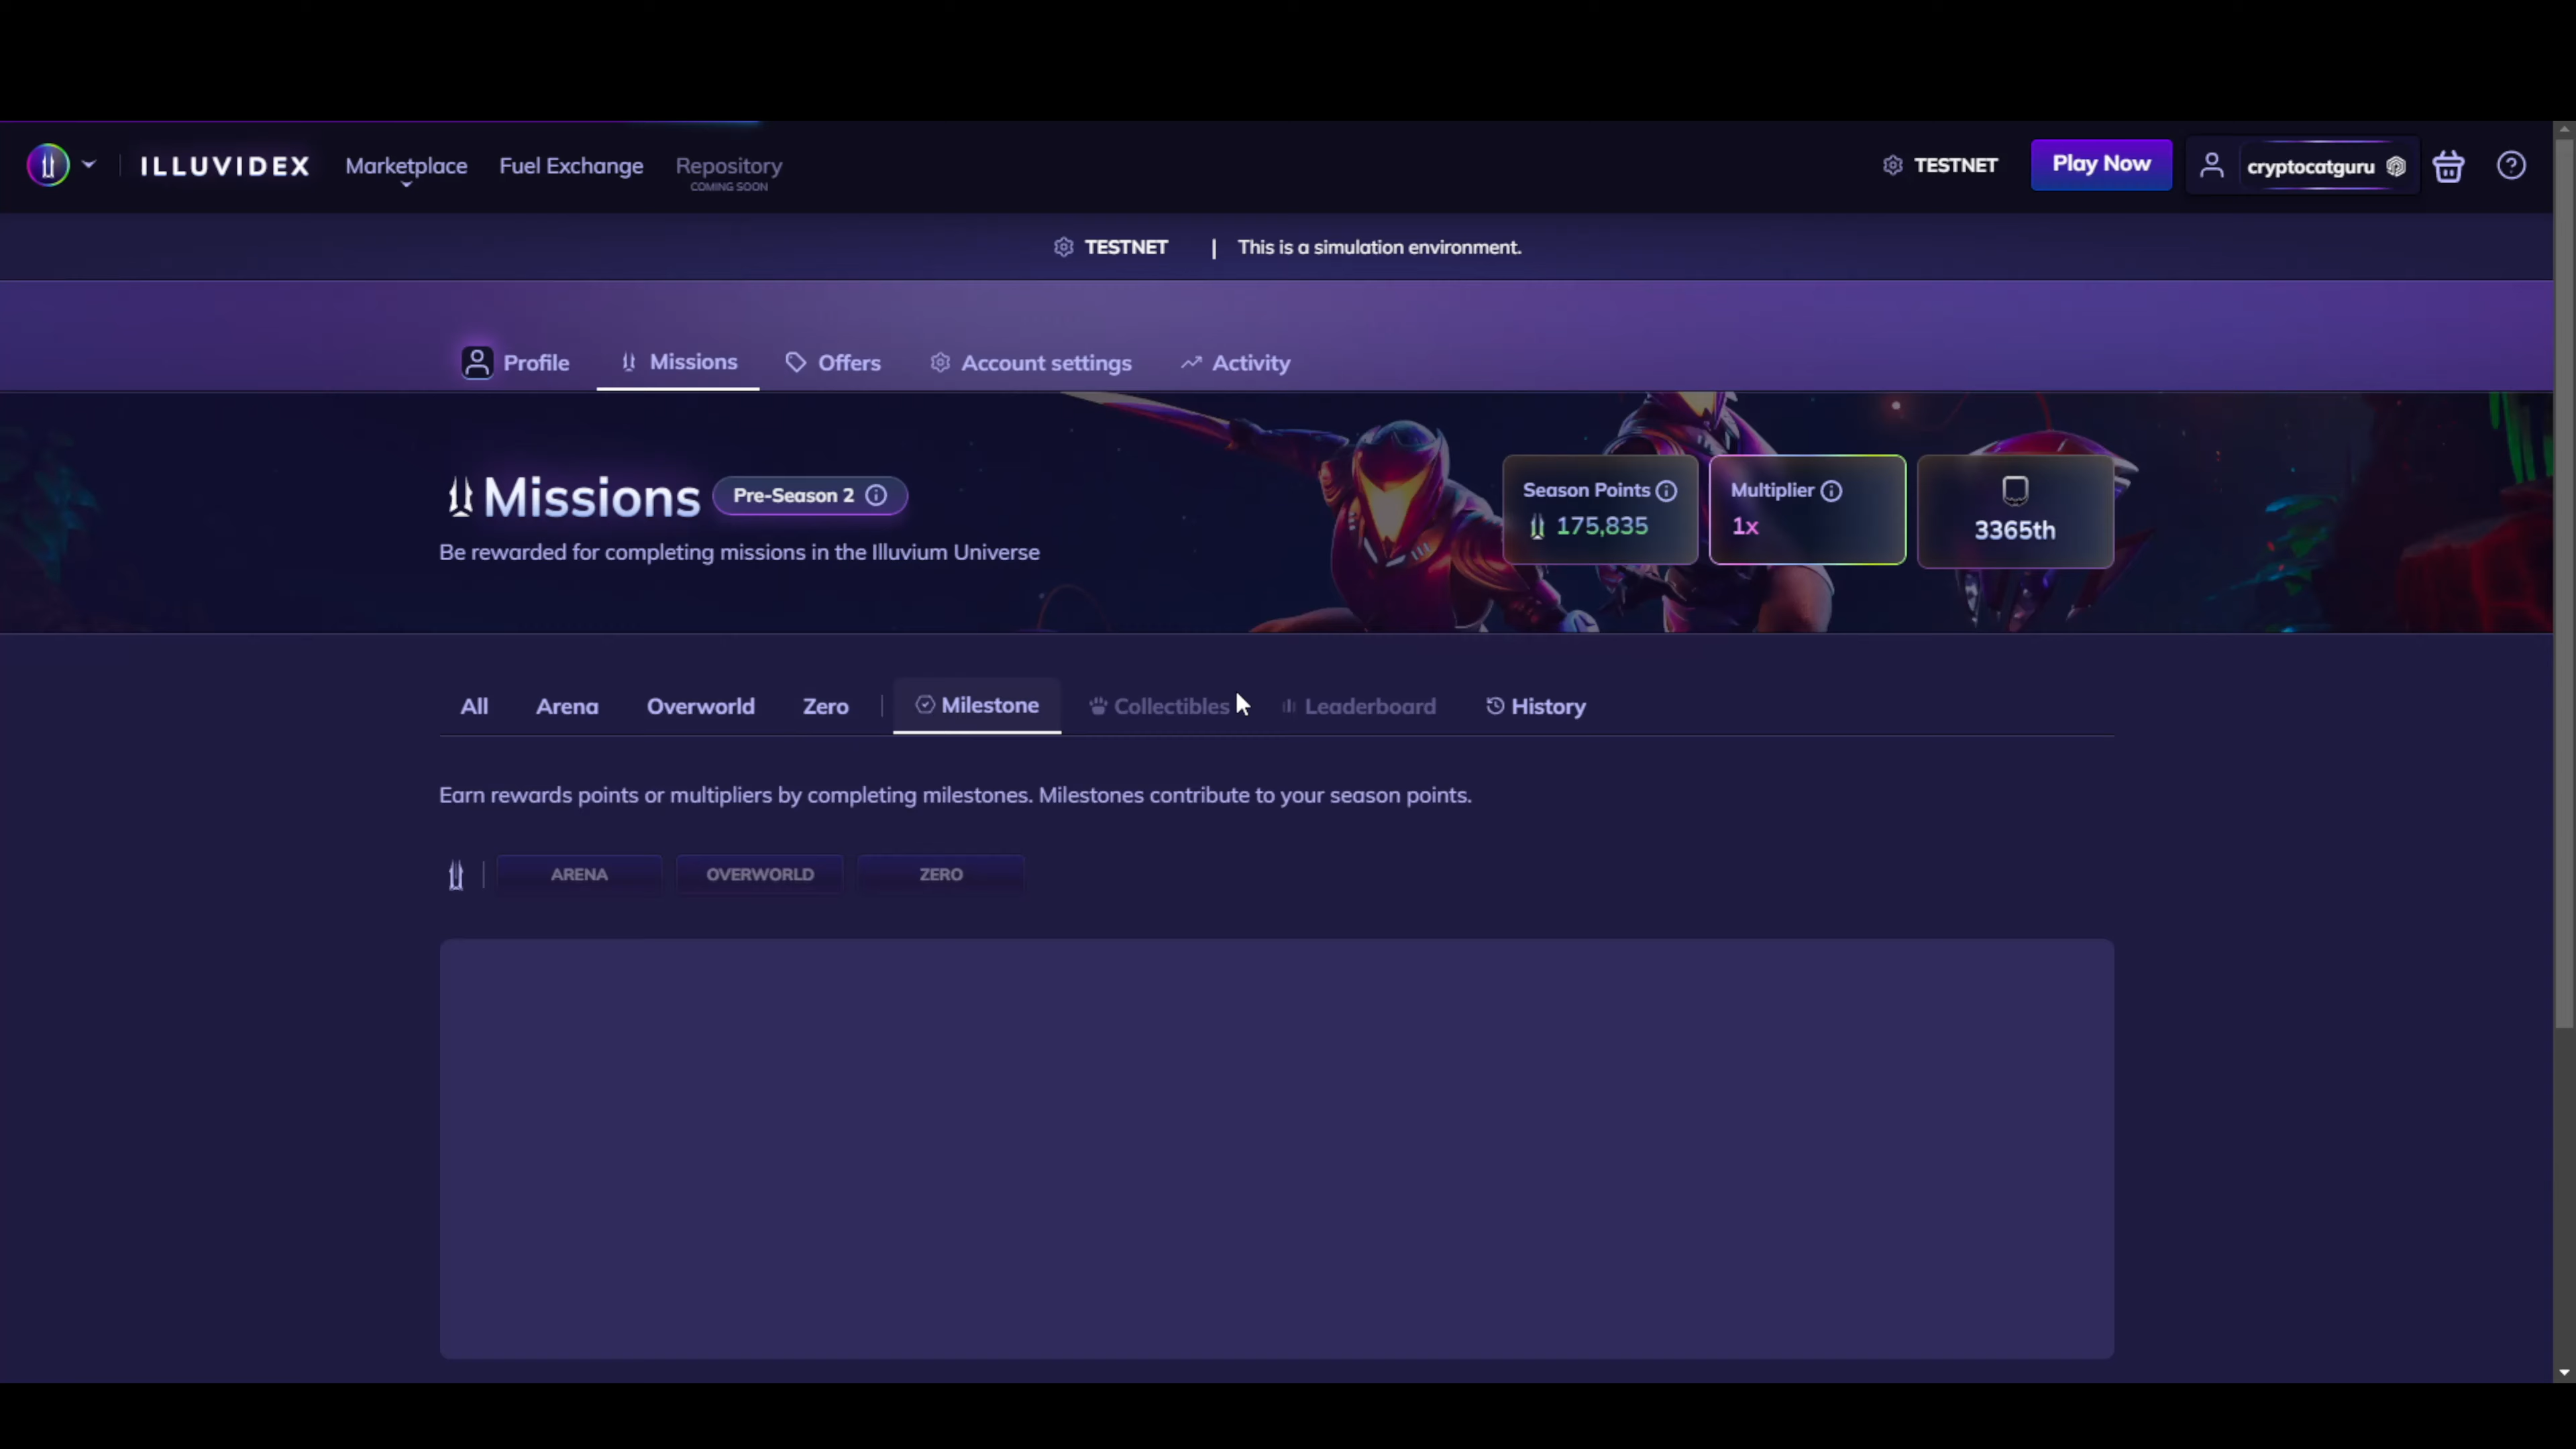 ILLUVIDEX Marketplace Fuel Exchange Repository TESTNET Play Now cryptocatguru
COMING SOON
TESTNET | This is a simulation environment.
Profile Missions Offers Account settings Activity
Missions Pre-Season 2
Be rewarded for completing missions in the Illuvium Universe
Season Points Multiplier
175,835 1x 3365th
All Arena Overworld Zero Milestone Collectibles Leaderboard History
Earn rewards points or multipliers by completing milestones. Milestones contribute to your season points.
ARENA OVERWORLD ZERO